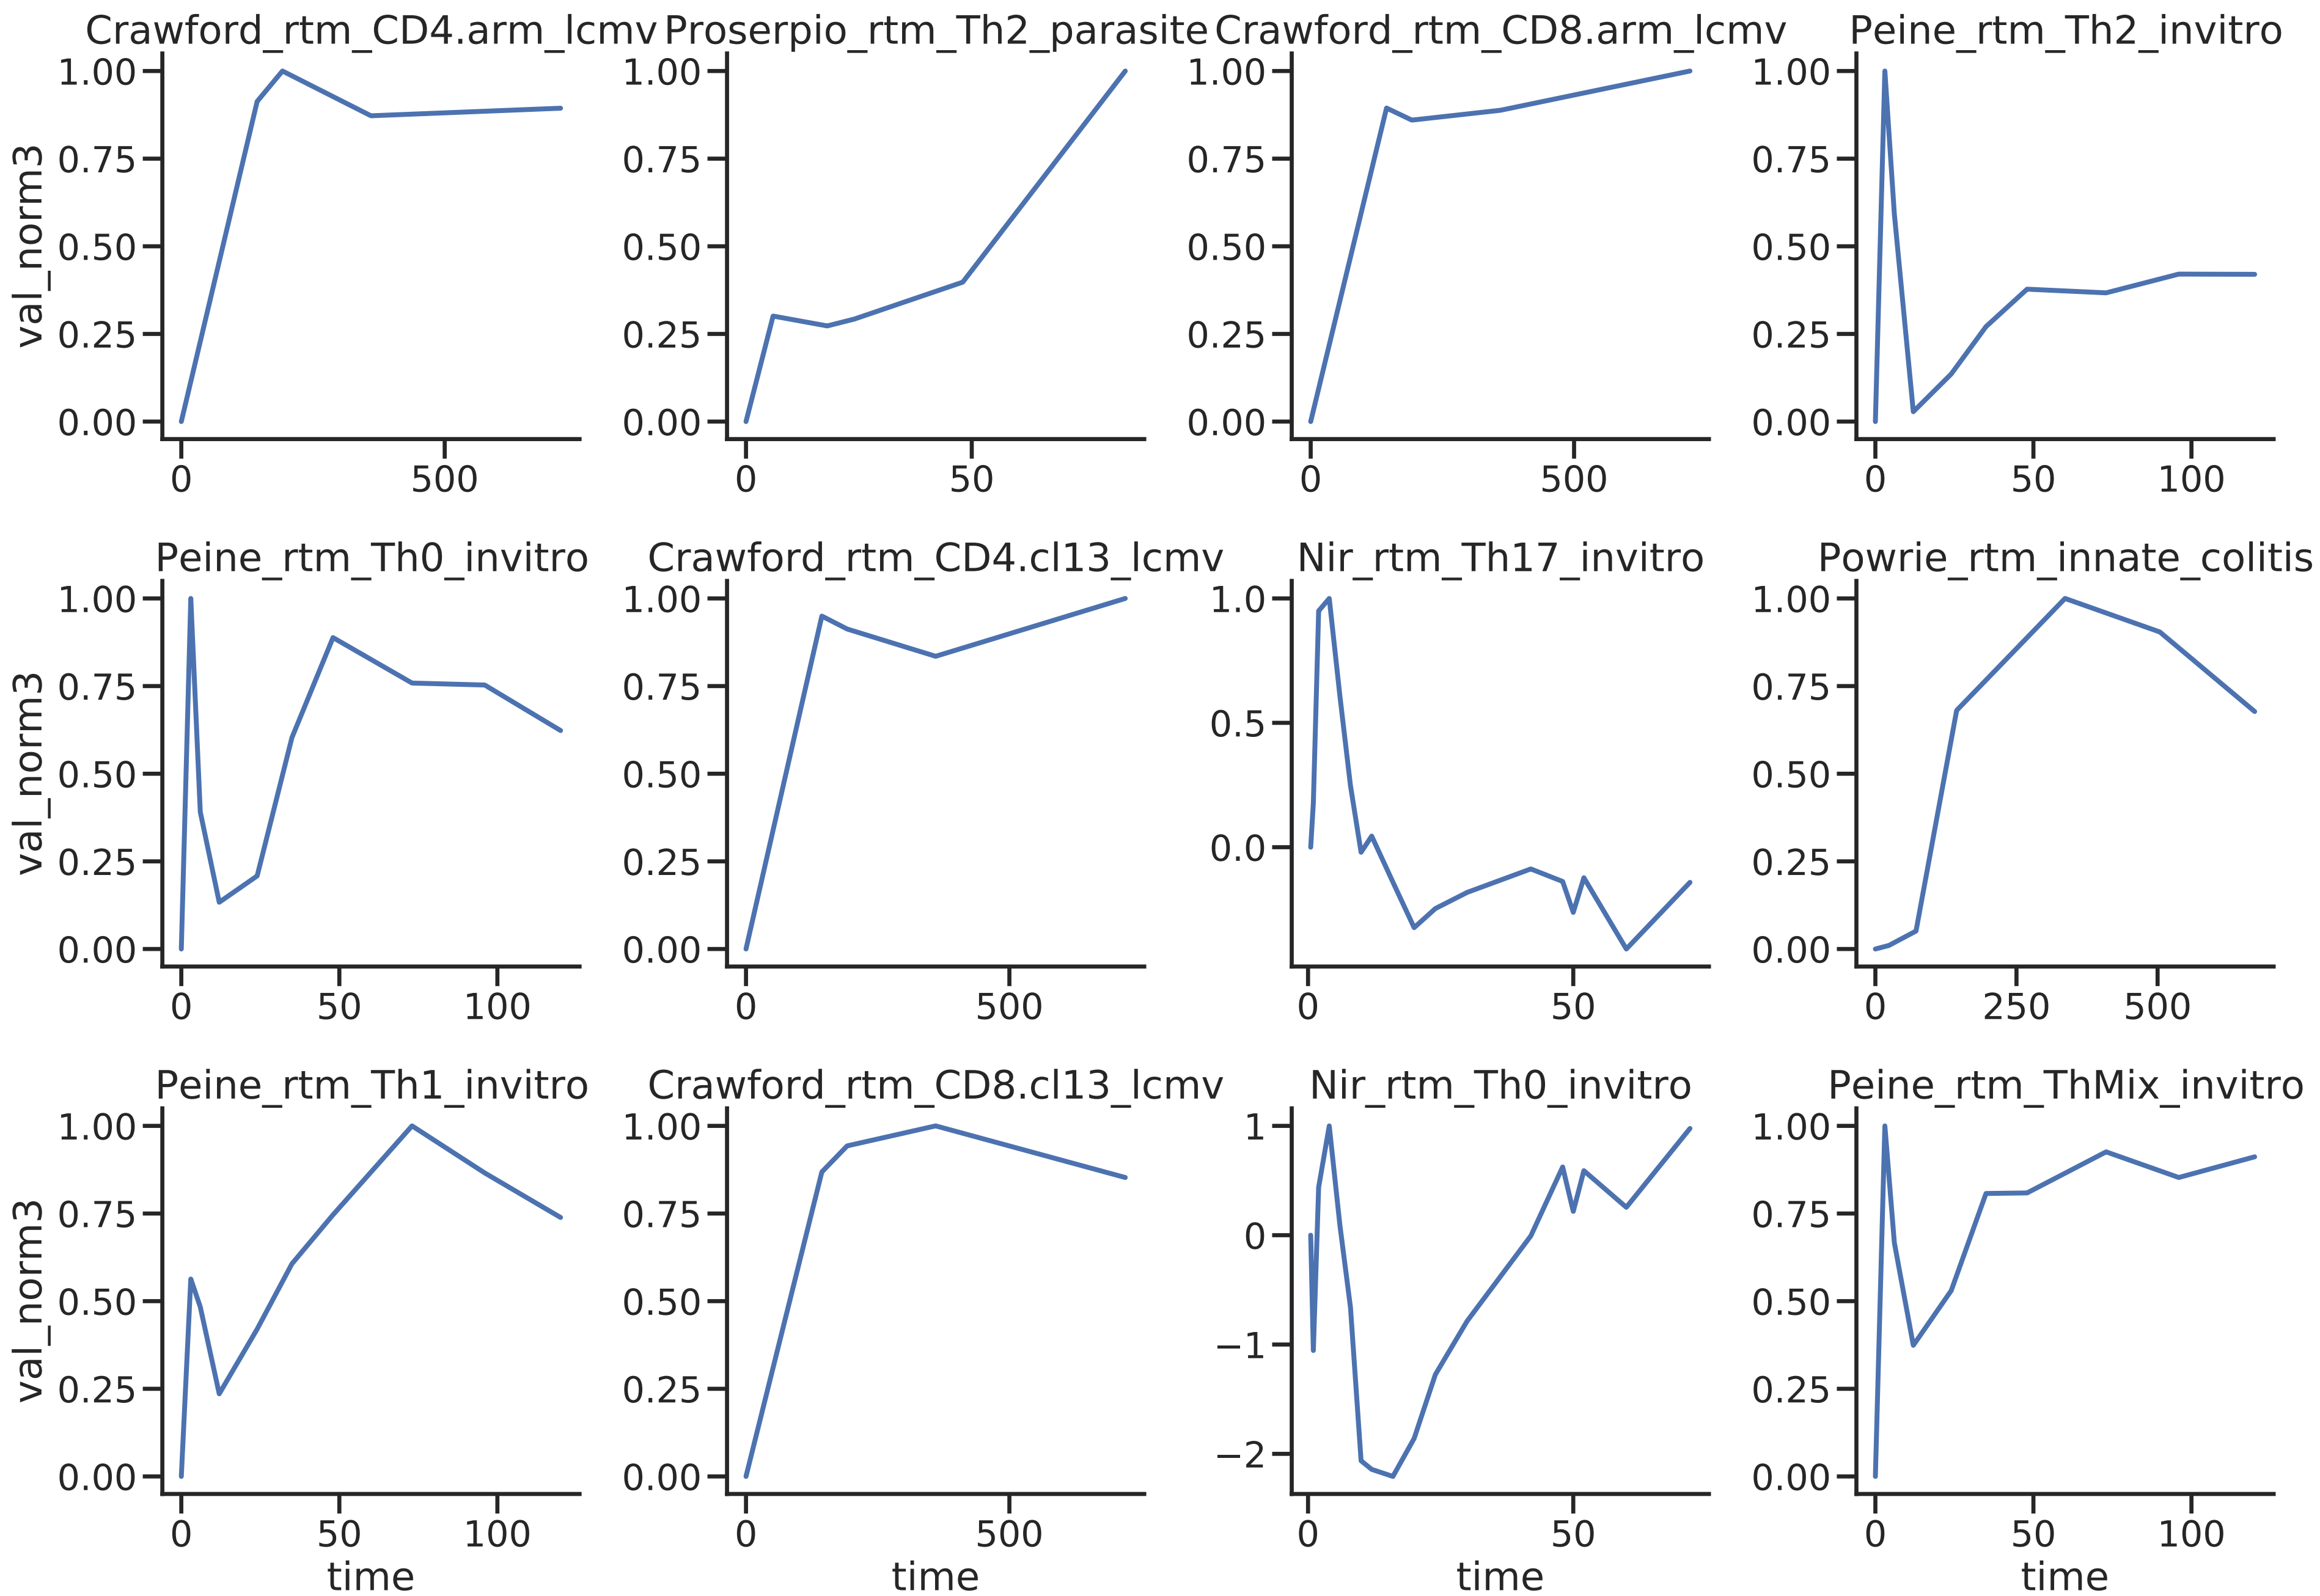 Crawford_rtm_CD4.arm_lcmv Proserpio_rtm_Th2_parasite Crawford_rtm_CD8.arm_lcmv Peine_rtm_Th2_invitro
1.00 1.00 1.00 1.00
0.75 0.75 0.75 0.75
val_norm3
0.50 0.50 0.50 0.50
0.25 0.25 0.25 0.25
0.00 0.00 0.00 0.00
0 500 0 50 0 500 0 50 100
Peine_rtm_Th0_invitro Crawford_rtm_CD4.cl13_lcmv Nir_rtm_Th17_invitro Powrie_rtm_innate_colitis
1.00 1.00 1.0 1.00
0.75 0.75 0.5 0.75
val_norm3
0.50 0.50 0.0 0.50
0.25 0.25 0.25
0.00 0.00 0.00
0 50 100 0 500 0 50 0 250 500
Peine_rtm_Th1_invitro Crawford_rtm_CD8.cl13_lcmv Nir_rtm_Th0_invitro Peine_rtm_ThMix_invitro
1.00 1.00 1 1.00
0.75 0.75 0 0.75
val_norm3
0.50 0.50 −1 0.50
0.25 0.25 −2 0.25
0.00 0.00 0.00
0 50 100 0 500 0 50 0 50 100
time time time time